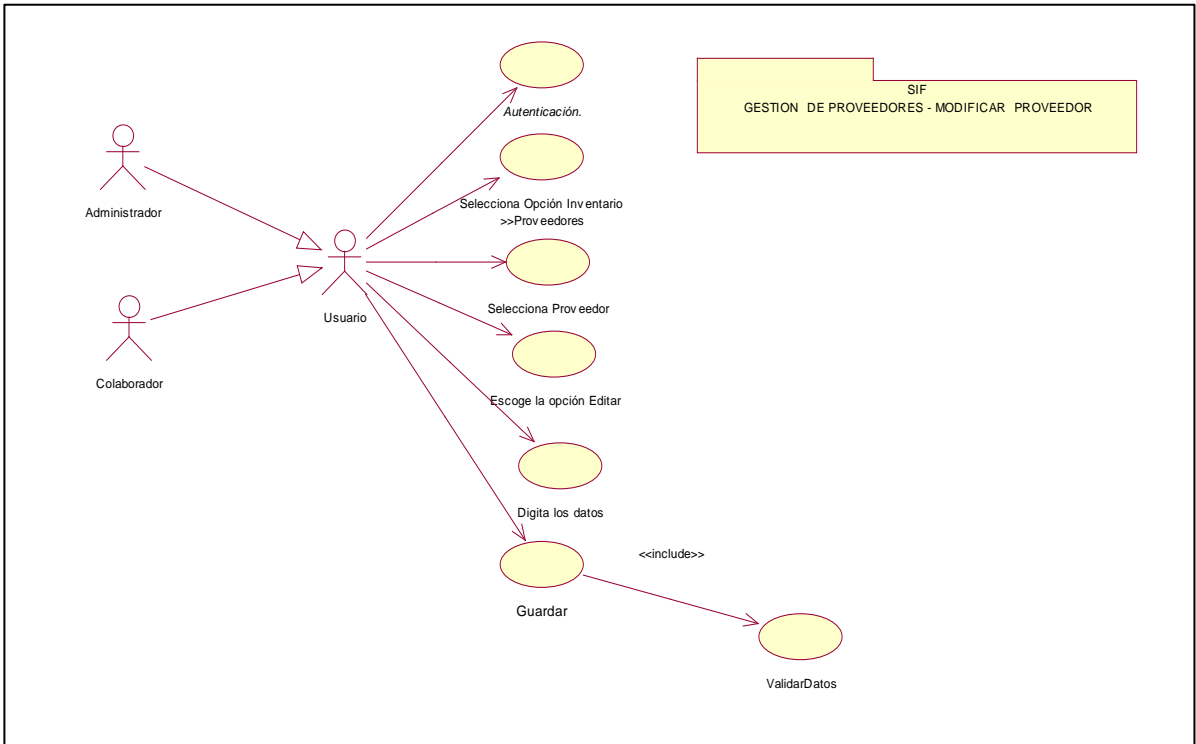 SIF
GESTION DE PROVEEDORES - MODIFICAR PROVEEDOR
Autenticación.
Administrador
Selecciona Opción Inventario
>>Proveedores
Usuario
Selecciona Proveedor
Colaborador
Escoge la opción Editar
Digita los datos
<<include>>
Guardar
ValidarDatos